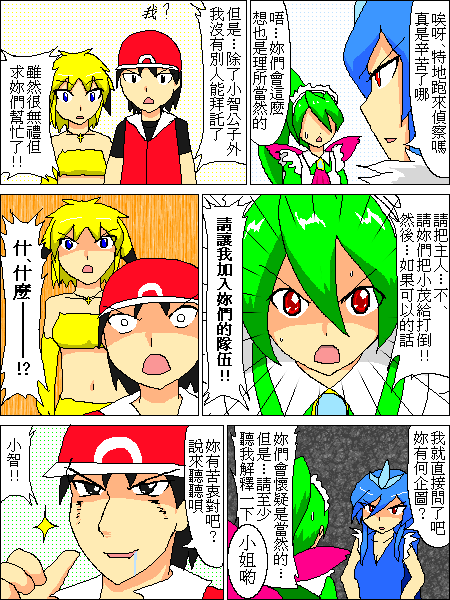 唉呀、特地跑來偵察嗎
真是辛苦了哪
唔…妳們會這麼
想也是理所當然的
但是…除了小智公子外
我沒有別人能拜託了
我?
雖然很無禮但
求妳們幫忙了!!
請把主人…不、
請妳們把小茂給打倒!!
然後…如果可以的話
請讓我加入妳們的隊伍!!
什、什麼——!?
我就直接問了吧
妳有何企圖?
妳們會懷疑是當然的…
但是…請至少
聽我解釋一下
小姐喲
妳有苦衷對吧?
說來聽聽唄
小智!!